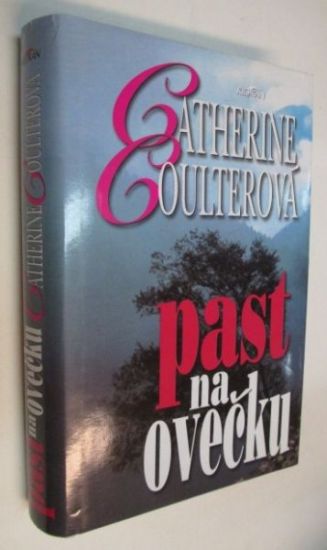 CATHERINE
COULTEROVÁ
past
na
ovečku
past na ovečku CATHERINE COULTEROVÁ